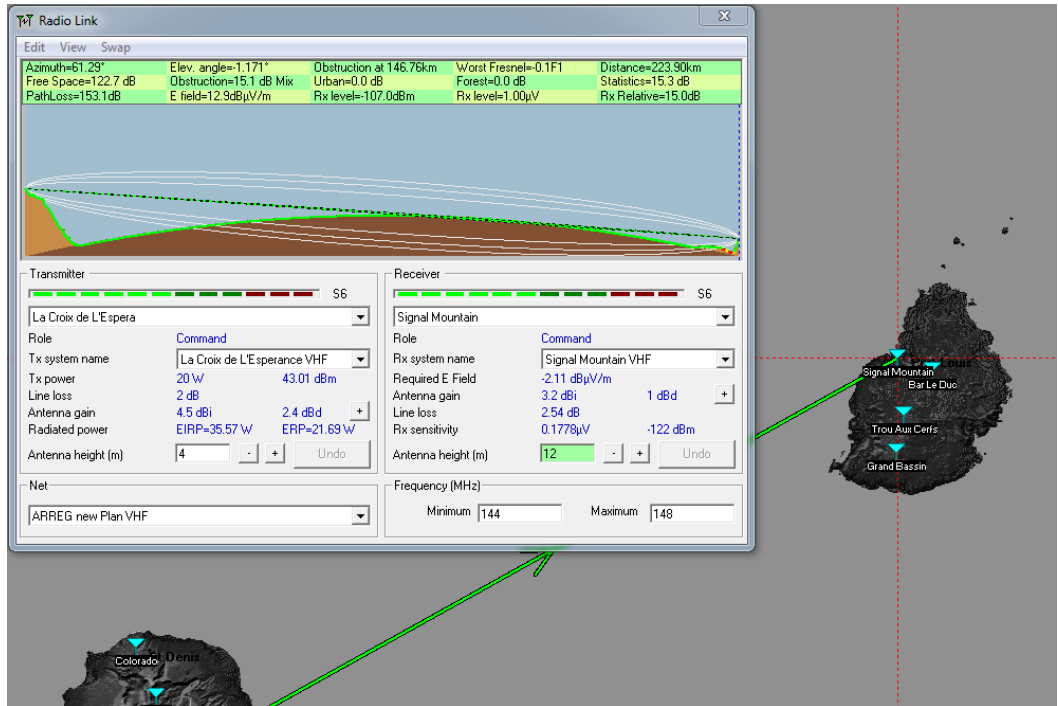 Radio Link
Edit View Swap
Azimuth=61.29° Elev. angle=-1.171° Obstruction at 146.76km Worst Fresnel=-0.1F1 Distance=223.90km
Free Space=122.7 dB Obstruction=15.1 dB Mix Urban=0.0 dB Forest=0.0 dB Statistics=15.3 dB
PathLoss=153.1dB E field=12.9dBµV/m Rx level=-107.0dBm Rx level=1.00µV Rx Relative=15.0dB
Transmitter
S6
La Croix de L'Espera
Role Command
Tx system name La Croix de L'Esperance VHF
Tx power 20 W 43.01 dBm
Line loss 2 dB
Antenna gain 4.5 dBi 2.4 dBd +
Radiated power EIRP=35.57 W ERP=21.69 W
Antenna height (m) 4 - + Undo
Net
ARREG new Plan VHF
Receiver
S6
Signal Mountain
Role Command
Rx system name Signal Mountain VHF
Required E Field -2.11 dBµV/m
Antenna gain 3.2 dBi 1 dBd +
Line loss 2.54 dB
Rx sensitivity 0.1778µV -122 dBm
Antenna height (m) 12 - + Undo
Frequency (MHz)
Minimum 144 Maximum 148
Louis
Signal Mountain
Bar Le Duc
Trou Aux Cerfs
Grand Bassin
Colorado
Denis